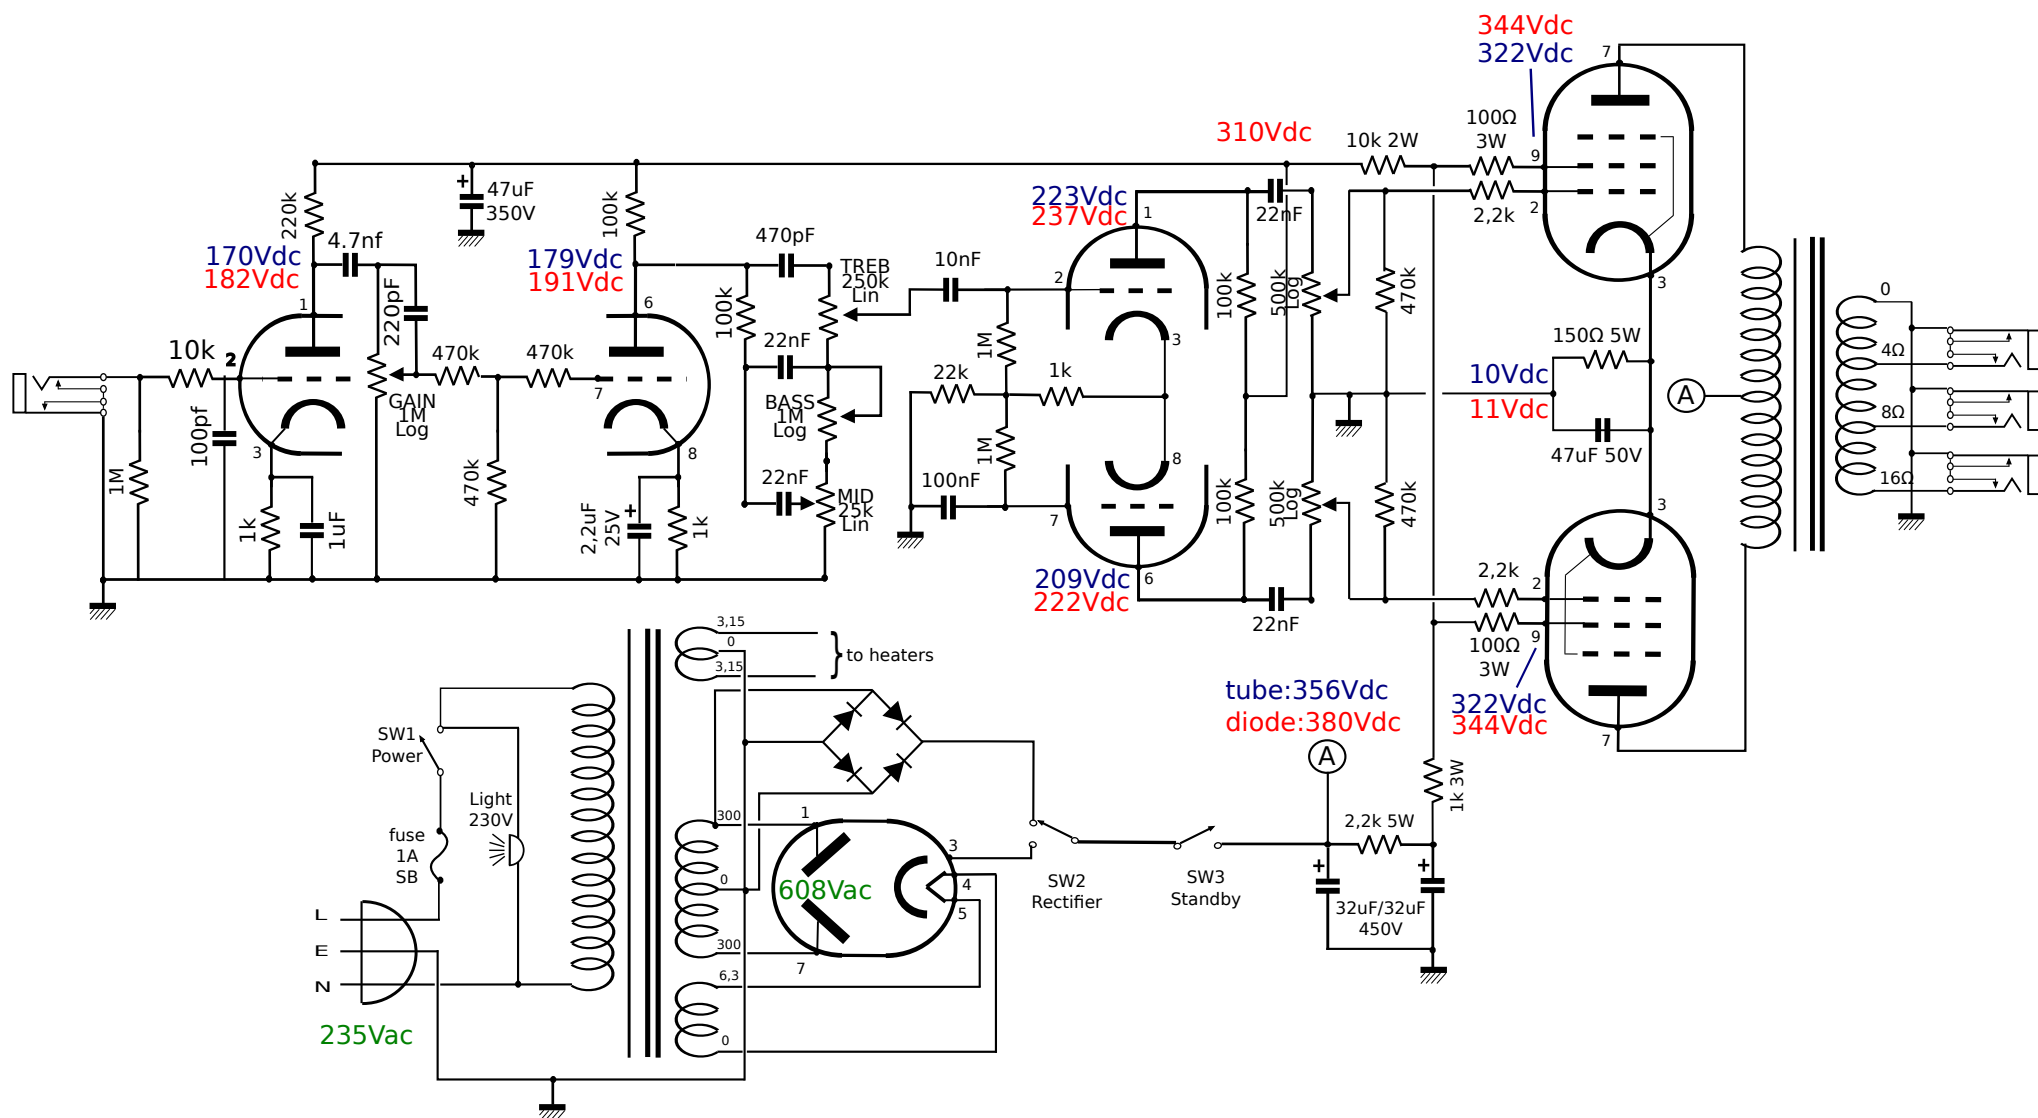 344Vdc
322Vdc
7
100Ω
3W
10k 2W
310Vdc
9
2
2,2k
3
+
47uF
350V
220k
100k
4.7nf
170Vdc
182Vdc
470pF
179Vdc
191Vdc
TREB
250k
Lin
10nF
223Vdc
237Vdc
1
22nF
2
100k
500k
Log
470k
1
220pF
6
100k
22nF
1M
3
10k
2
470k
470k
7
GAIN
1M
Log
BASS
1M
Log
22k
1k
150Ω 5W
10Vdc
11Vdc
A
47uF 50V
0
4Ω
8Ω
16Ω
100pf
3
8
1M
470k
22nF
MID
25k
Lin
1M
8
100nF
7
100k
500k
Log
470k
3
1k
1uF
2,2uF
25V
+
1k
209Vdc
222Vdc
6
22nF
2,2k
2
9
100Ω
3W
322Vdc
344Vdc
7
3,15
0
3,15
to heaters
tube:356Vdc
diode:380Vdc
A
SW1
Power
Light
230V
fuse
1A
SB
300
1
608Vac
0
300
7
3
4
5
SW2
Rectifier
SW3
Standby
2,2k 5W
1k 3W
+
+
32uF/32uF
450V
L
E
N
235Vac
6,3
0